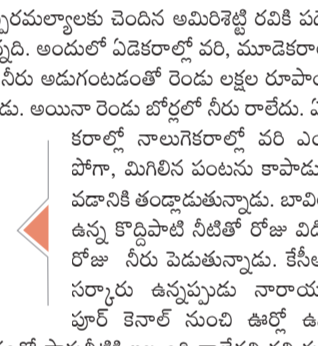 రమల్యాలకు చెందిన అమిరిశెట్టి రవికి పదె
న్నది. అందులో ఏడెకరాల్లో వరి, మూడెకరా
నీరు అడుగంటడంతో రెండు లక్షల రూపాం
డు. అయినా రెండు బోర్లలో నీరు రాలేదు. ఏ
కరాల్లో నాలుగెకరాల్లో వరి ఎం
పోగా, మిగిలిన పంటను కాపాడు
వడానికి తండ్లాడుతున్నాడు. బావి
ఉన్న కొద్దిపాటి నీటితో రోజు విడి
రోజు నీరు పెడుతున్నాడు. కేసీఆ
సర్కారు ఉన్నప్పుడు నారాయ
పూర్ కెనాల్ నుంచి ఊర్లో ఉ